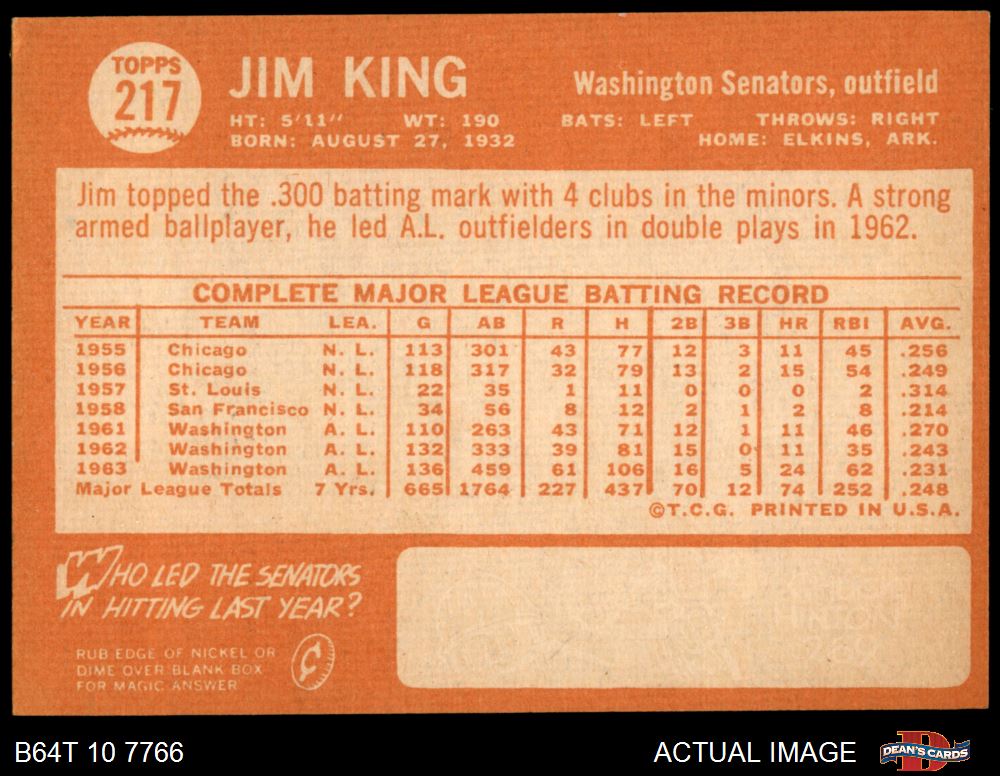 TOPPS
217
JIM KING
Washington Senators, outfield
HT: 5'11" WT: 190 BATS: LEFT THROWS: RIGHT
BORN: AUGUST 27, 1932 HOME: ELKINS, ARK.
Jim topped the .300 batting mark with 4 clubs in the minors. A strong
armed ballplayer, he led A.L. outfielders in double plays in 1962.
COMPLETE MAJOR LEAGUE BATTING RECORD
YEAR TEAM LEA. G AB R H 2B 3B HR RBI AVG.
1955 Chicago N. L. 113 301 43 77 12 3 11 45 .256
1956 Chicago N. L. 118 317 32 79 13 2 15 54 .249
1957 St. Louis N. L. 22 35 1 11 0 0 0 2 .314
1958 San Francisco N. L. 34 56 8 12 2 1 2 8 .214
1961 Washington A. L. 110 263 43 71 12 1 11 46 .270
1962 Washington A. L. 132 333 39 81 15 0 11 35 .243
1963 Washington A. L. 136 459 61 106 16 5 24 62 .231
Major League Totals 7 Yrs. 665 1764 227 437 70 12 74 252 .248
©T.C.G. PRINTED IN U.S.A.
WHO LED THE SENATORS
IN HITTING LAST YEAR?
RUB EDGE OF NICKEL OR
DIME OVER BLANK BOX
FOR MAGIC ANSWER
HINTON
B64T 10 7766
ACTUAL IMAGE
DEAN'S CARDS